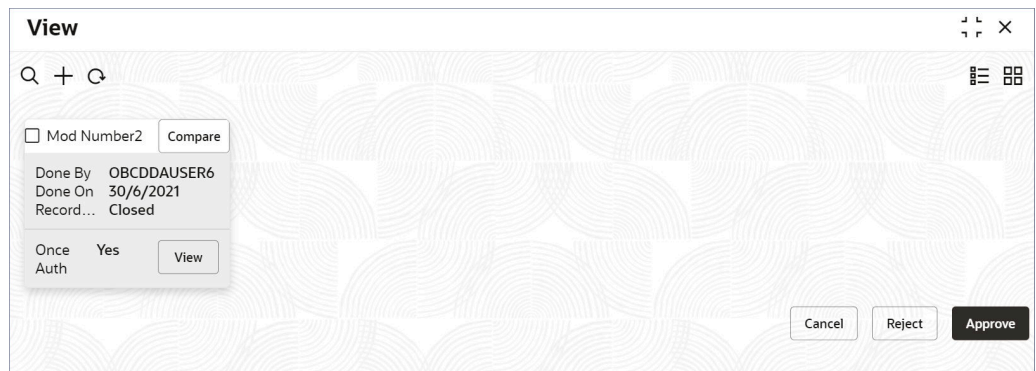 View
Mod Number2 Compare
Done By OBCDDAUSER6
Done On 30/6/2021
Record... Closed
Once Auth Yes View
Cancel Reject Approve